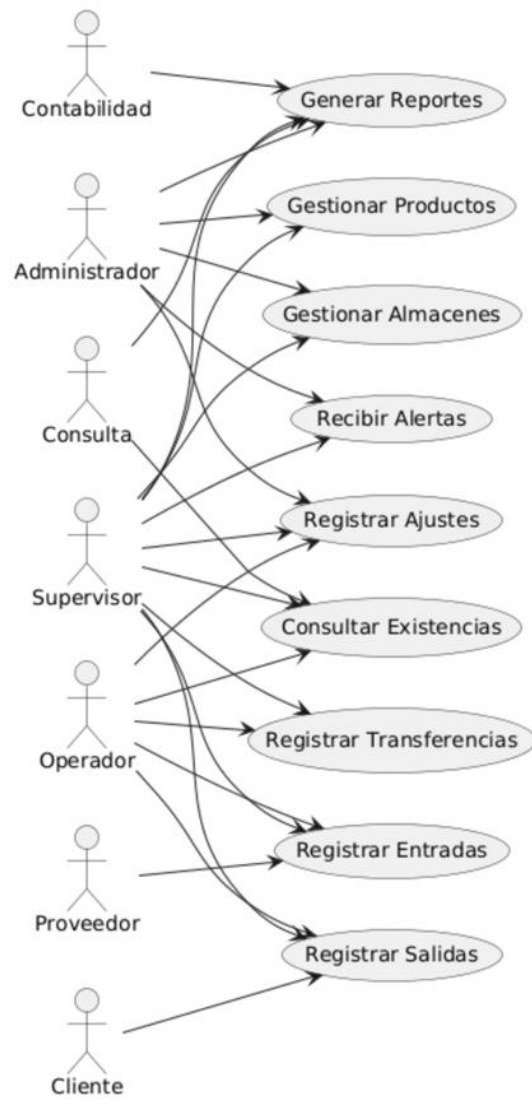 Contabilidad
Generar Reportes
Gestionar Productos
Administrador
Gestionar Almacenes
Recibir Alertas
Consulta
Registrar Ajustes
Supervisor
Consultar Existencias
Registrar Transferencias
Operador
Registrar Entradas
Proveedor
Registrar Salidas
Cliente